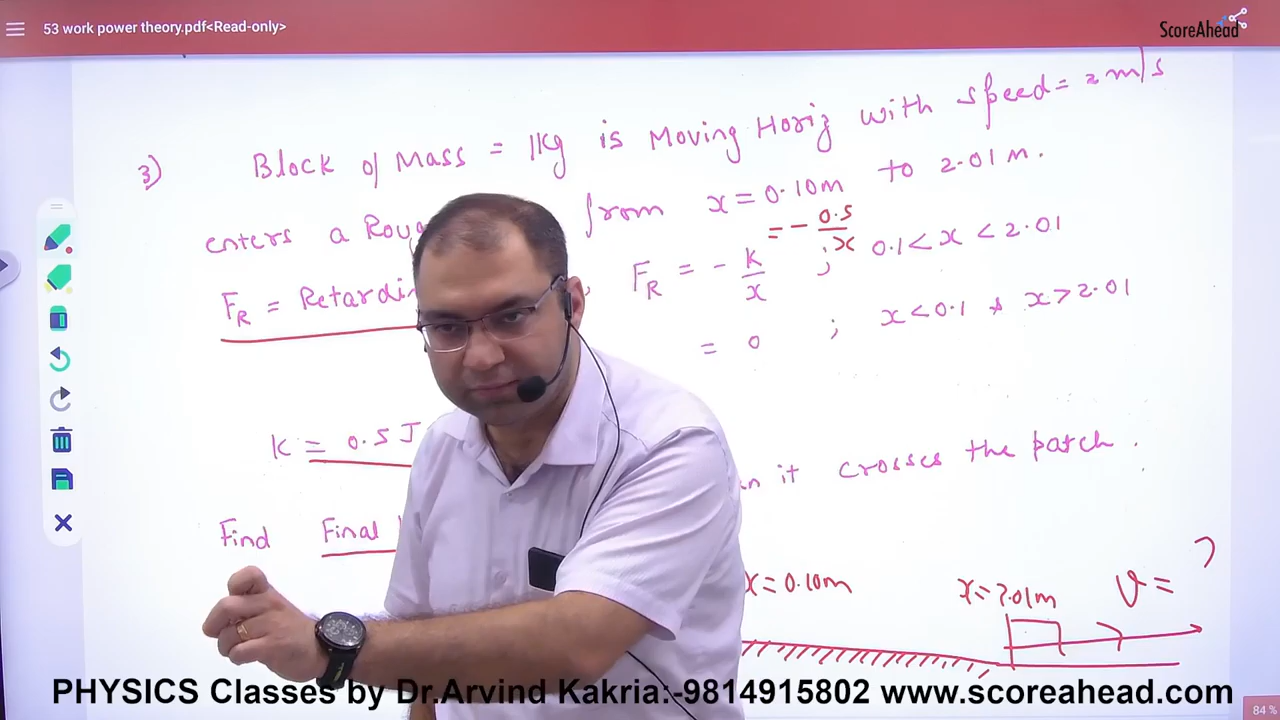 53 work power theory.pdf<Read-only>
ScoreAhead
3) Block of Mass = 1Kg is Moving Horiz with speed = 2 m/s
enters a from x = 0.10m to 2.01 m.
= - 0.5/x
F_R = F_R = - k/x ; 0.1 < x < 2.01
= 0 ; x < 0.1 & x > 2.01
k = 0.5 J it crosses the patch.
Find Final
x = 0.10m x = 2.01m v = ?
PHYSICS Classes by Dr.Arvind Kakria:-9814915802 www.scoreahead.com
84 %